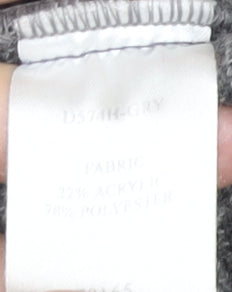 D574H-GRY
FABRIC
22% ACRYLIC
78% POLYESTER